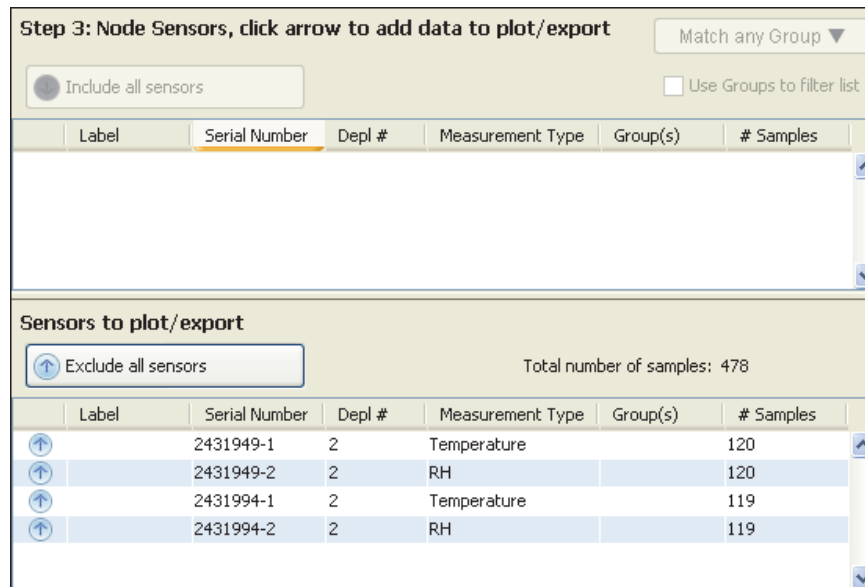 Step 3: Node Sensors, click arrow to add data to plot/export
Match any Group ▼
Include all sensors
Use Groups to filter list
Label Serial Number Depl # Measurement Type Group(s) # Samples
Sensors to plot/export
Exclude all sensors
Total number of samples: 478
Label Serial Number Depl # Measurement Type Group(s) # Samples
2431949-1 2 Temperature 120
2431949-2 2 RH 120
2431994-1 2 Temperature 119
2431994-2 2 RH 119